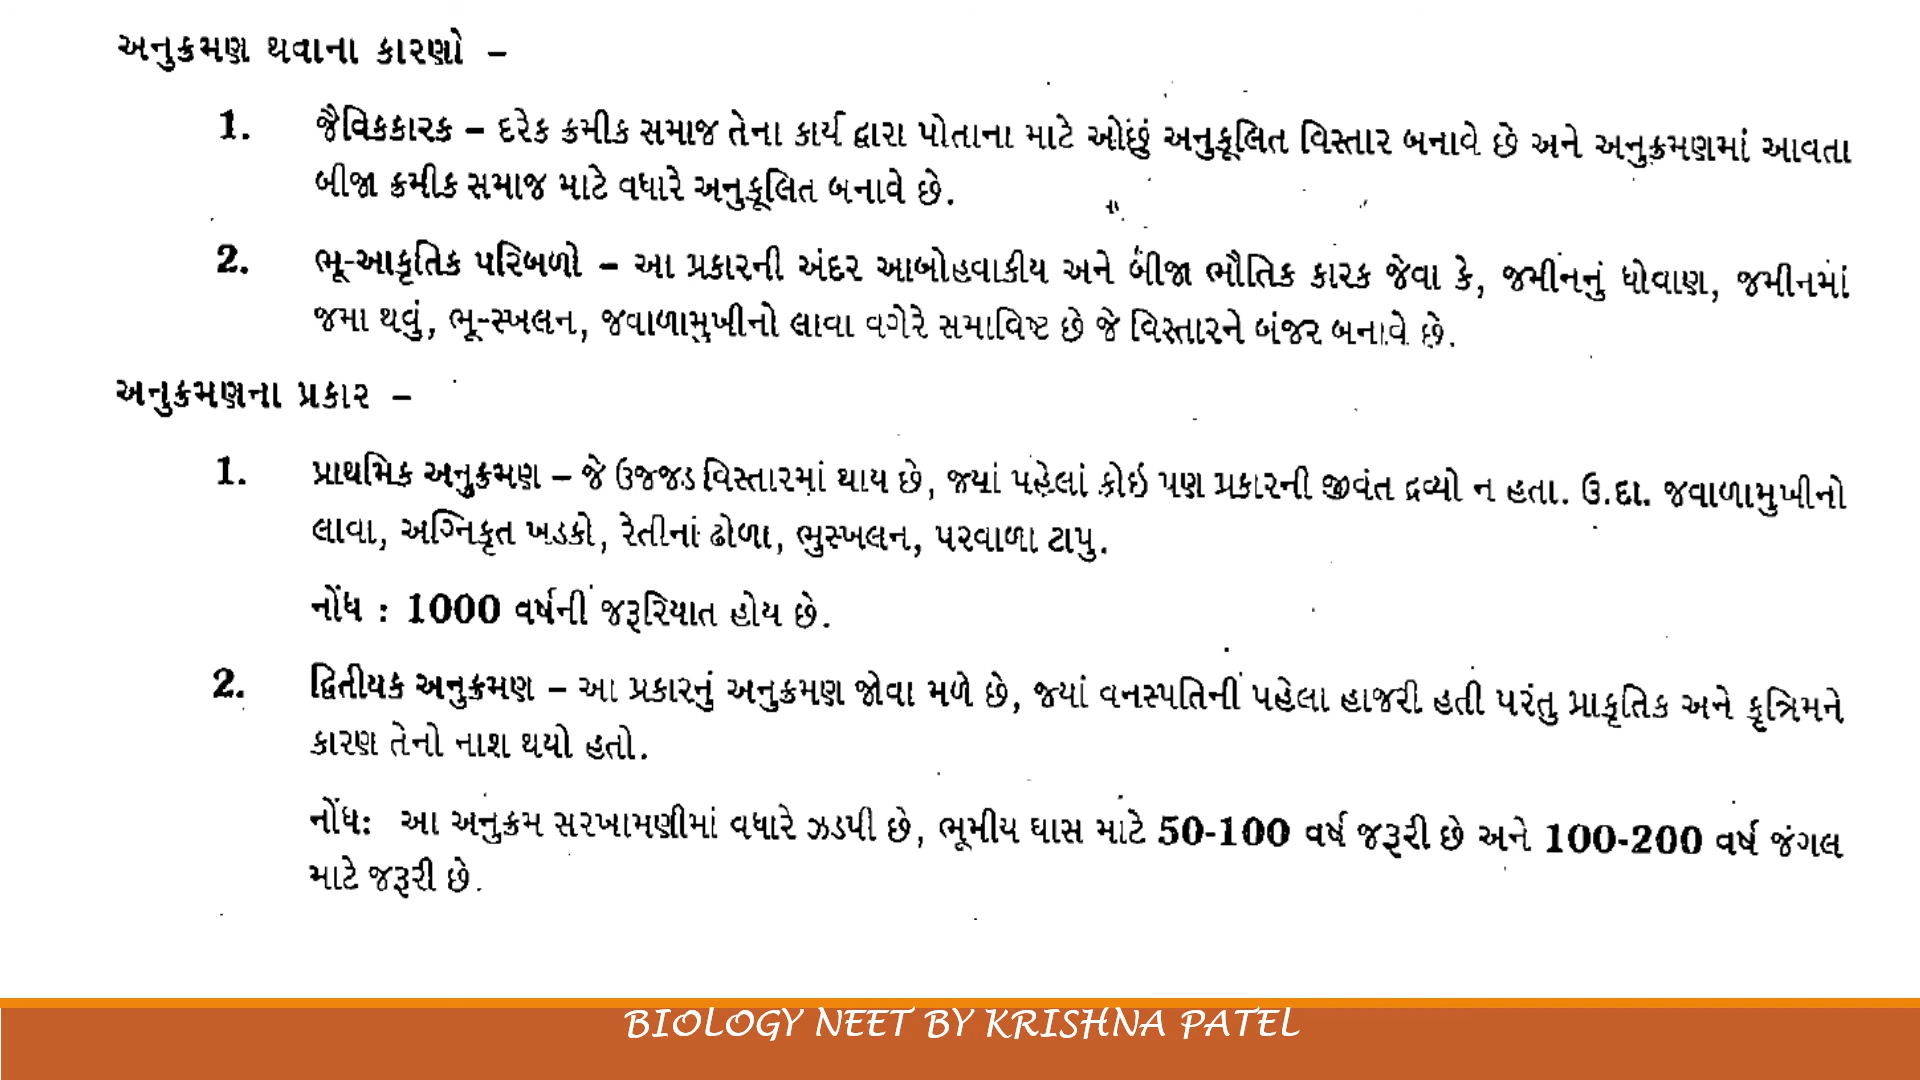 અનુક્રમણ થવાના કારણો –
1. જૈવિકકારક – દરેક ક્રમીક સમાજ તેના કાર્ય દ્વારા પોતાના માટે ઓછું અનુકૂલિત વિસ્તાર બનાવે છે અને અનુક્રમણમાં આવતા
બીજા ક્રમીક સમાજ માટે વધારે અનુકૂલિત બનાવે છે.
2. ભૂ-આકૃતિક પરિબળો – આ પ્રકારની અંદર આબોહવાકીય અને બીજા ભૌતિક કારક જેવા કે, જમીનનું ધોવાણ, જમીનમાં
જમા થવું, ભૂ-સ્ખલન, જવાળામુખીનો લાવા વગેરે સમાવિષ્ટ છે જે વિસ્તારને બંજર બનાવે છે.
અનુક્રમણના પ્રકાર –
1. પ્રાથમિક અનુક્રમણ – જે ઉજજડ વિસ્તારમાં થાય છે, જયાં પહેલાં કોઇ પણ પ્રકારની જીવંત દ્રવ્યો ન હતા. ઉ.દા. જવાળામુખીનો
લાવા, અગ્નિકૃત ખડકો, રેતીનાં ઢોળા, ભુસ્ખલન, પરવાળા ટાપુ.
નોંધ : 1000 વર્ષની જરૂરિયાત હોય છે.
2. દ્વિતીયક અનુક્રમણ – આ પ્રકારનું અનુક્રમણ જોવા મળે છે, જયાં વનસ્પતિની પહેલા હાજરી હતી પરંતુ પ્રાકૃતિક અને કૃત્રિમને
કારણ તેનો નાશ થયો હતો.
નોંધ: આ અનુક્રમ સરખામણીમાં વધારે ઝડપી છે, ભૂમીય ઘાસ માટે 50-100 વર્ષ જરૂરી છે અને 100-200 વર્ષ જંગલ
માટે જરૂરી છે.
BIOLOGY NEET BY KRISHNA PATEL